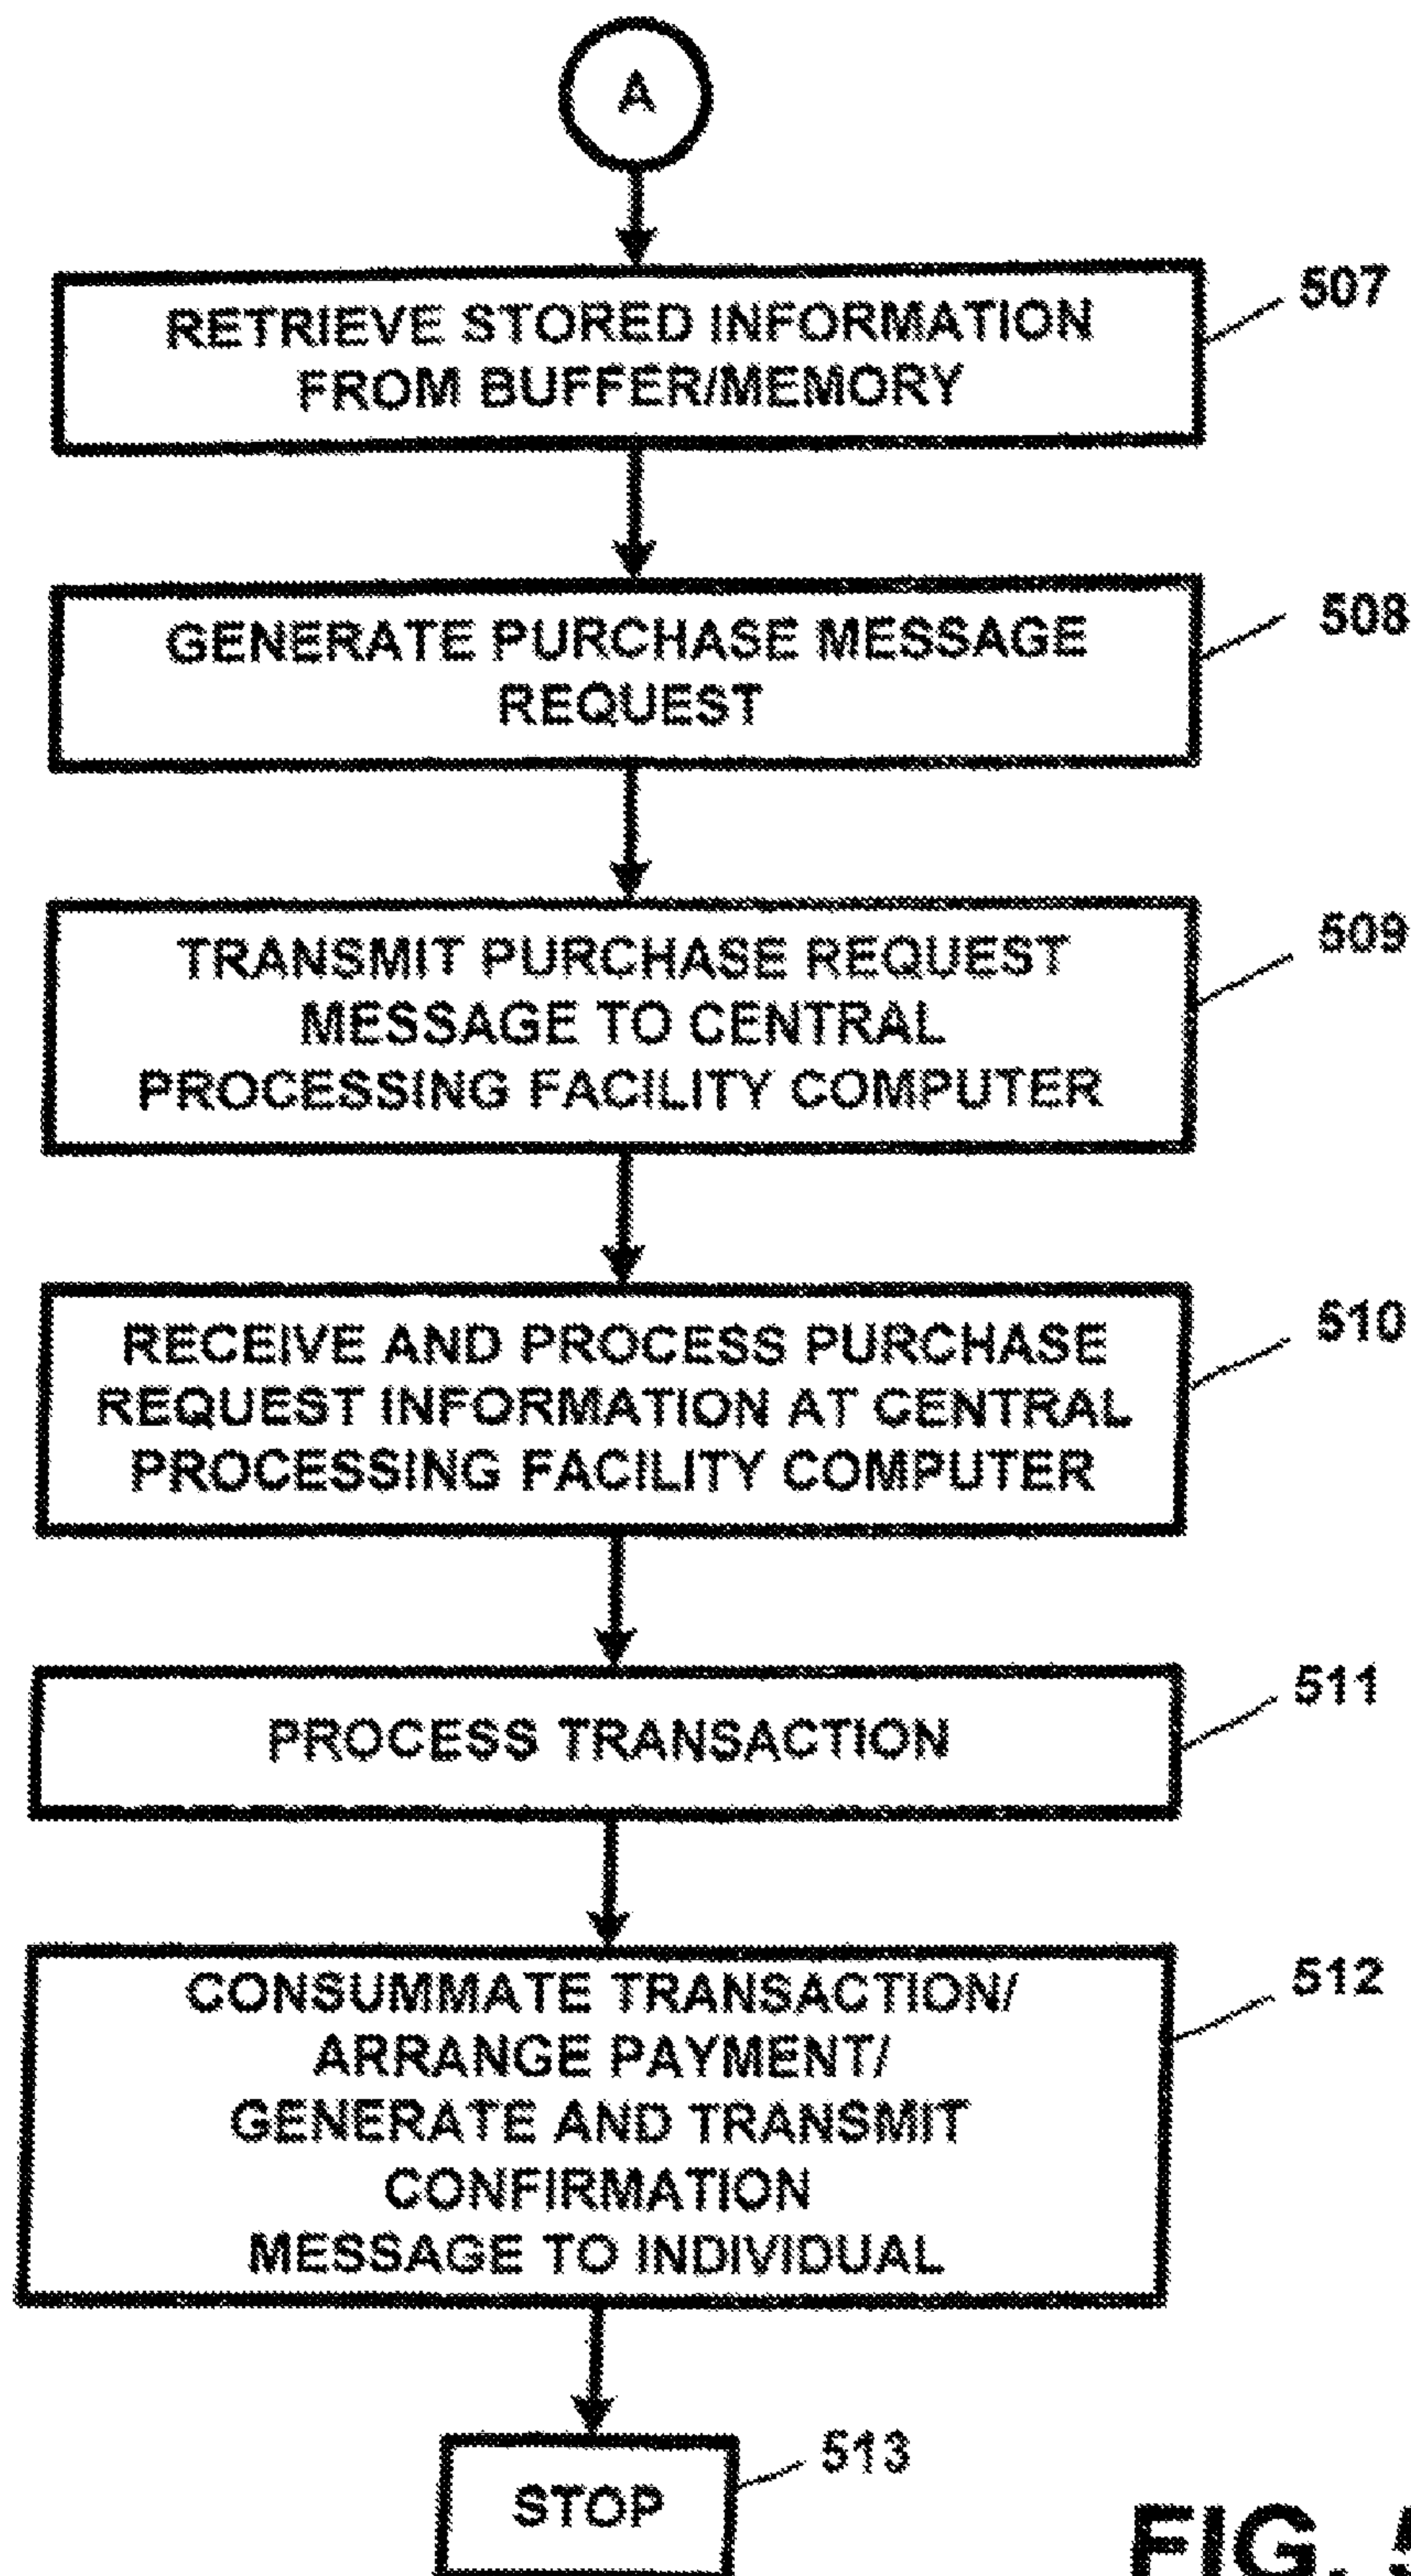 A
507
RETRIEVE STORED INFORMATION
FROM BUFFER/MEMORY
508
GENERATE PURCHASE MESSAGE
REQUEST
509
TRANSMIT PURCHASE REQUEST
MESSAGE TO CENTRAL
PROCESSING FACILITY COMPUTER
510
RECEIVE AND PROCESS PURCHASE
REQUEST INFORMATION AT CENTRAL
PROCESSING FACILITY COMPUTER
511
PROCESS TRANSACTION
512
CONSUMMATE TRANSACTION/
ARRANGE PAYMENT/
GENERATE AND TRANSMIT
CONFIRMATION
MESSAGE TO INDIVIDUAL
513
STOP
FIG. 5